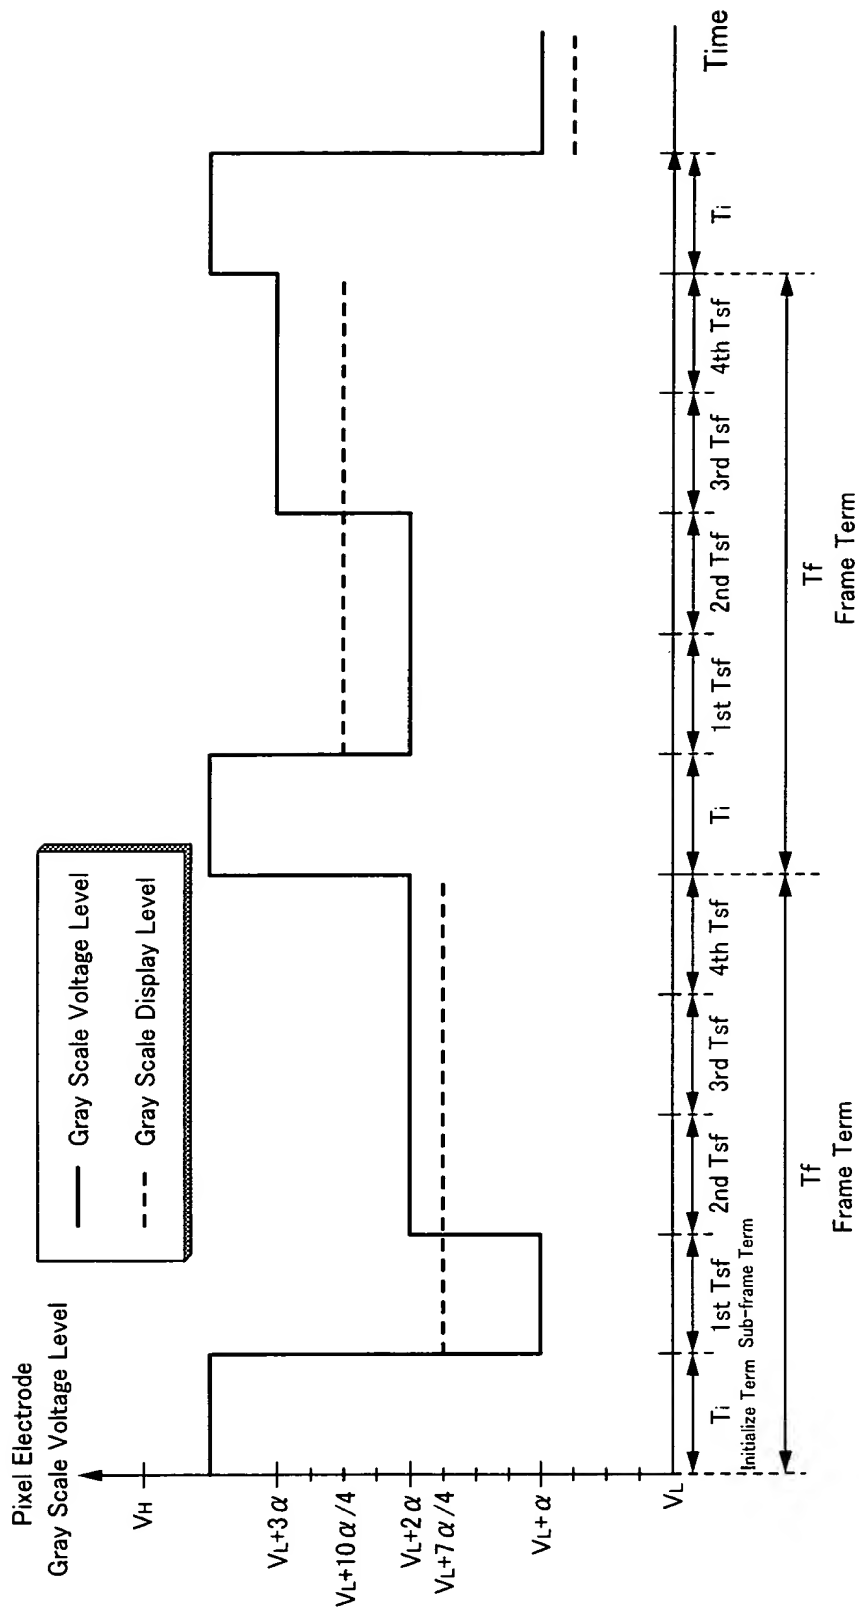 Pixel Electrode
Gray Scale Voltage Level
Gray Scale Voltage Level
Gray Scale Display Level
VH
VL+3α
VL+10α/4
VL+2α
VL+7α/4
VL+α
VL
Time
Ti
1st Tsf
2nd Tsf
3rd Tsf
4th Tsf
Ti
1st Tsf
2nd Tsf
3rd Tsf
4th Tsf
Ti
Initialize Term
Sub-frame Term
Tf
Frame Term
Tf
Frame Term